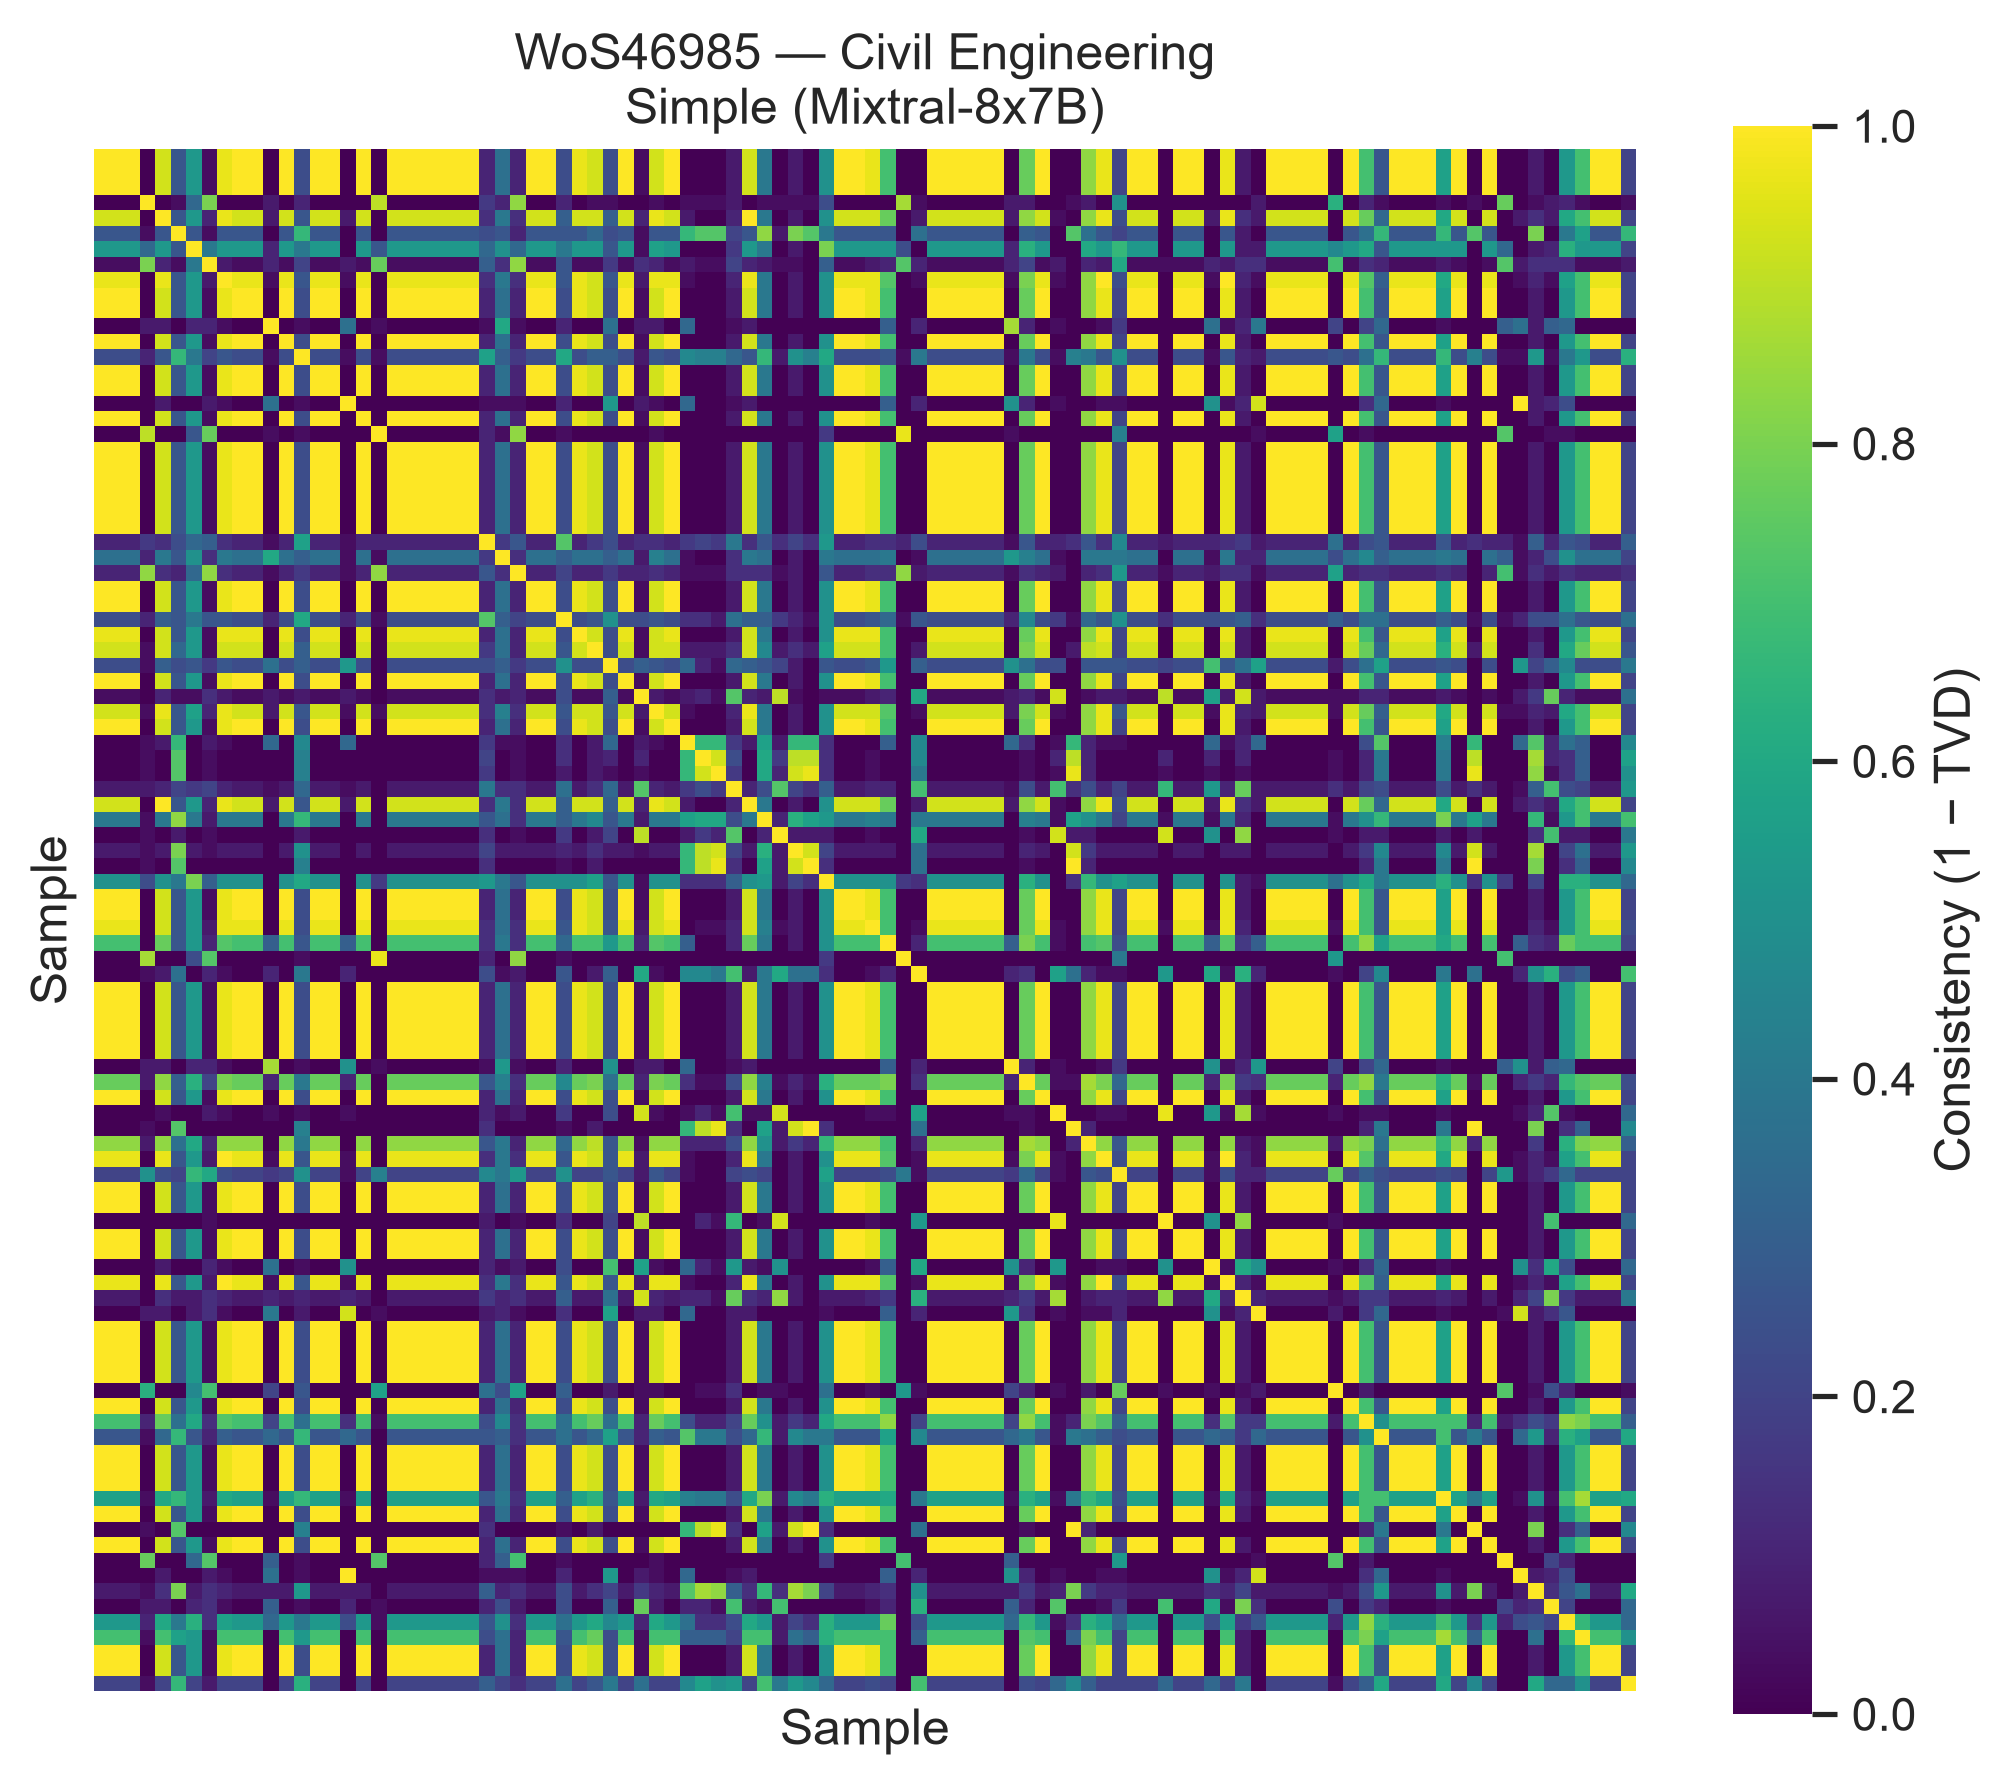 WoS46985 — Civil Engineering
Simple (Mixtral-8x7B)
Sample
Sample
1.0
0.8
0.6
0.4
0.2
0.0
Consistency (1 − TVD)